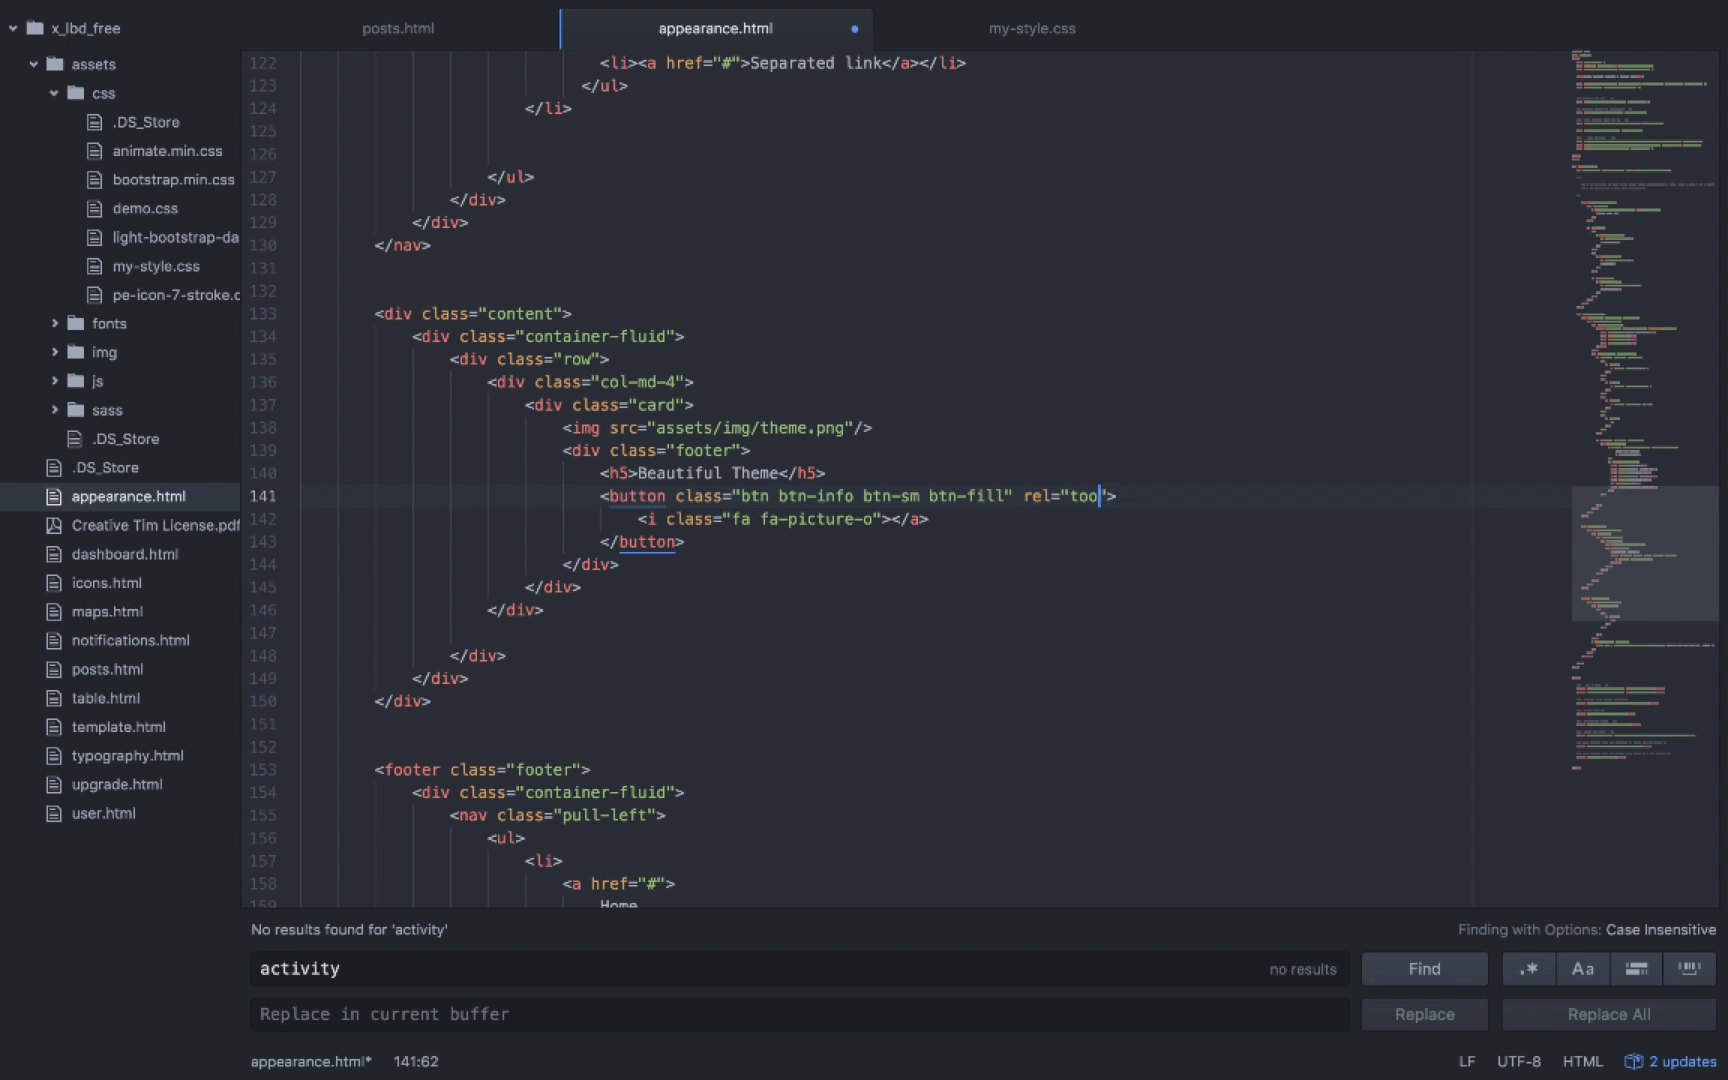 x_lbd_free
assets
css
.DS_Store
animate.min.css
bootstrap.min.css
demo.css
light-bootstrap-da
my-style.css
pe-icon-7-stroke.c
fonts
img
js
sass
.DS_Store
.DS_Store
appearance.html
Creative Tim License.pdf
dashboard.html
icons.html
maps.html
notifications.html
posts.html
table.html
template.html
typography.html
upgrade.html
user.html
posts.html appearance.html my-style.css
122 <li><a href="#">Separated link</a></li>
123 </ul>
124 </li>
125
126
127 </ul>
128 </div>
129 </div>
130 </nav>
131
132
133 <div class="content">
134 <div class="container-fluid">
135 <div class="row">
136 <div class="col-md-4">
137 <div class="card">
138 <img src="assets/img/theme.png"/>
139 <div class="footer">
140 <h5>Beautiful Theme</h5>
141 <button class="btn btn-info btn-sm btn-fill" rel="too">
142 <i class="fa fa-picture-o"></a>
143 </button>
144 </div>
145 </div>
146 </div>
147
148 </div>
149 </div>
150 </div>
151
152
153 <footer class="footer">
154 <div class="container-fluid">
155 <nav class="pull-left">
156 <ul>
157 <li>
158 <a href="#">
159 Home
No results found for 'activity' Finding with Options: Case Insensitive
activity no results Find .* Aa
Replace in current buffer Replace Replace All
appearance.html* 141:62 LF UTF-8 HTML 2 updates